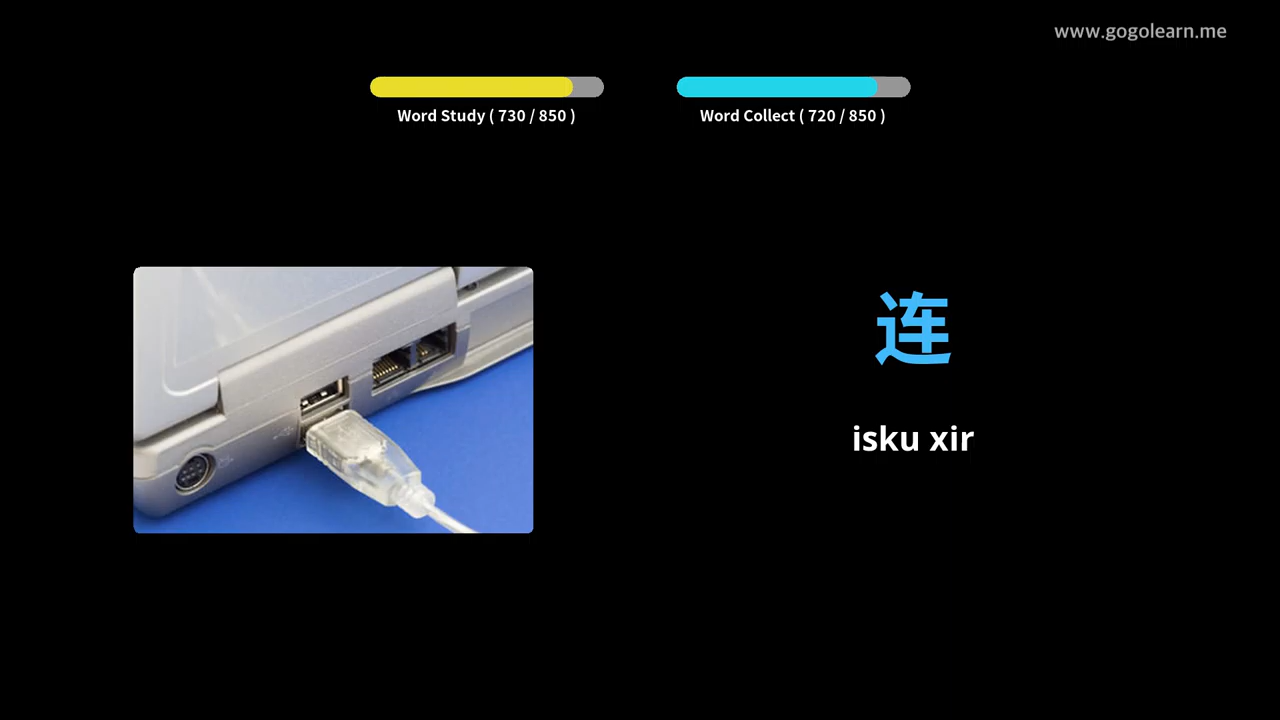 www.gogolearn.me
Word Study ( 730 / 850 )
Word Collect ( 720 / 850 )
连
isku xir